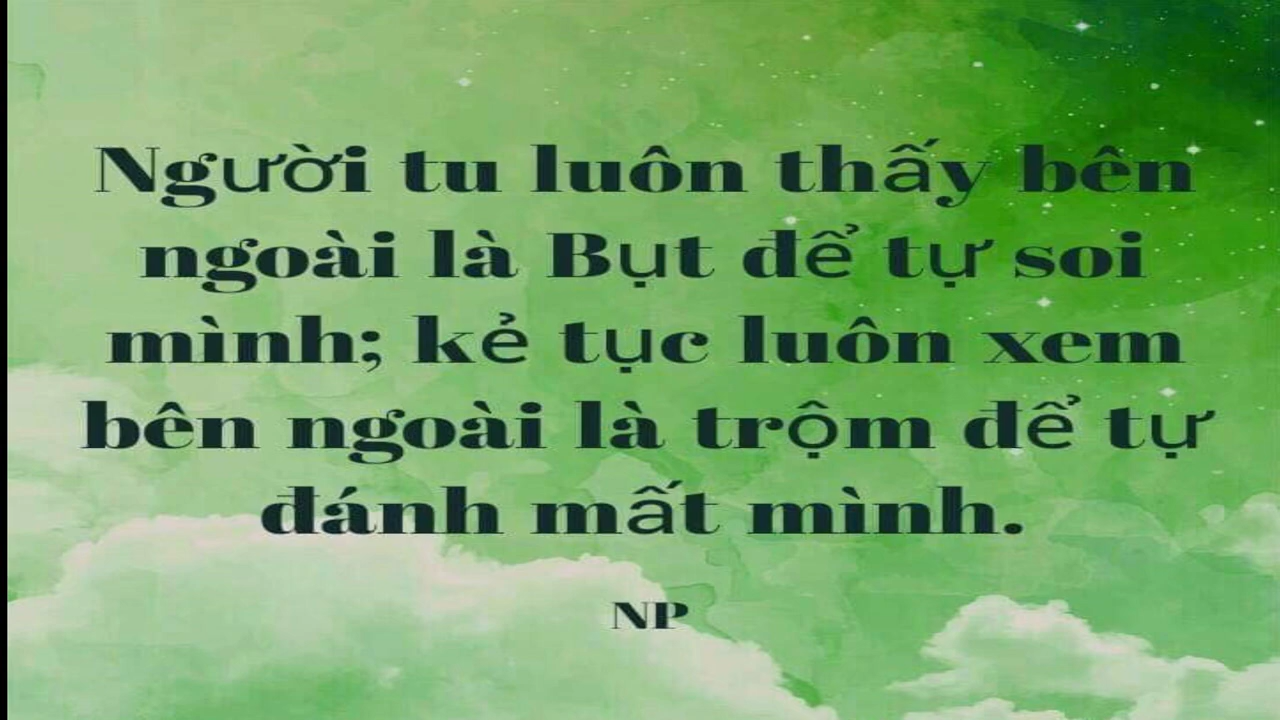 Người tu luôn thấy bên
ngoài là Bụt để tự soi
mình; kẻ tục luôn xem
bên ngoài là trộm để tự
đánh mất mình.
NP